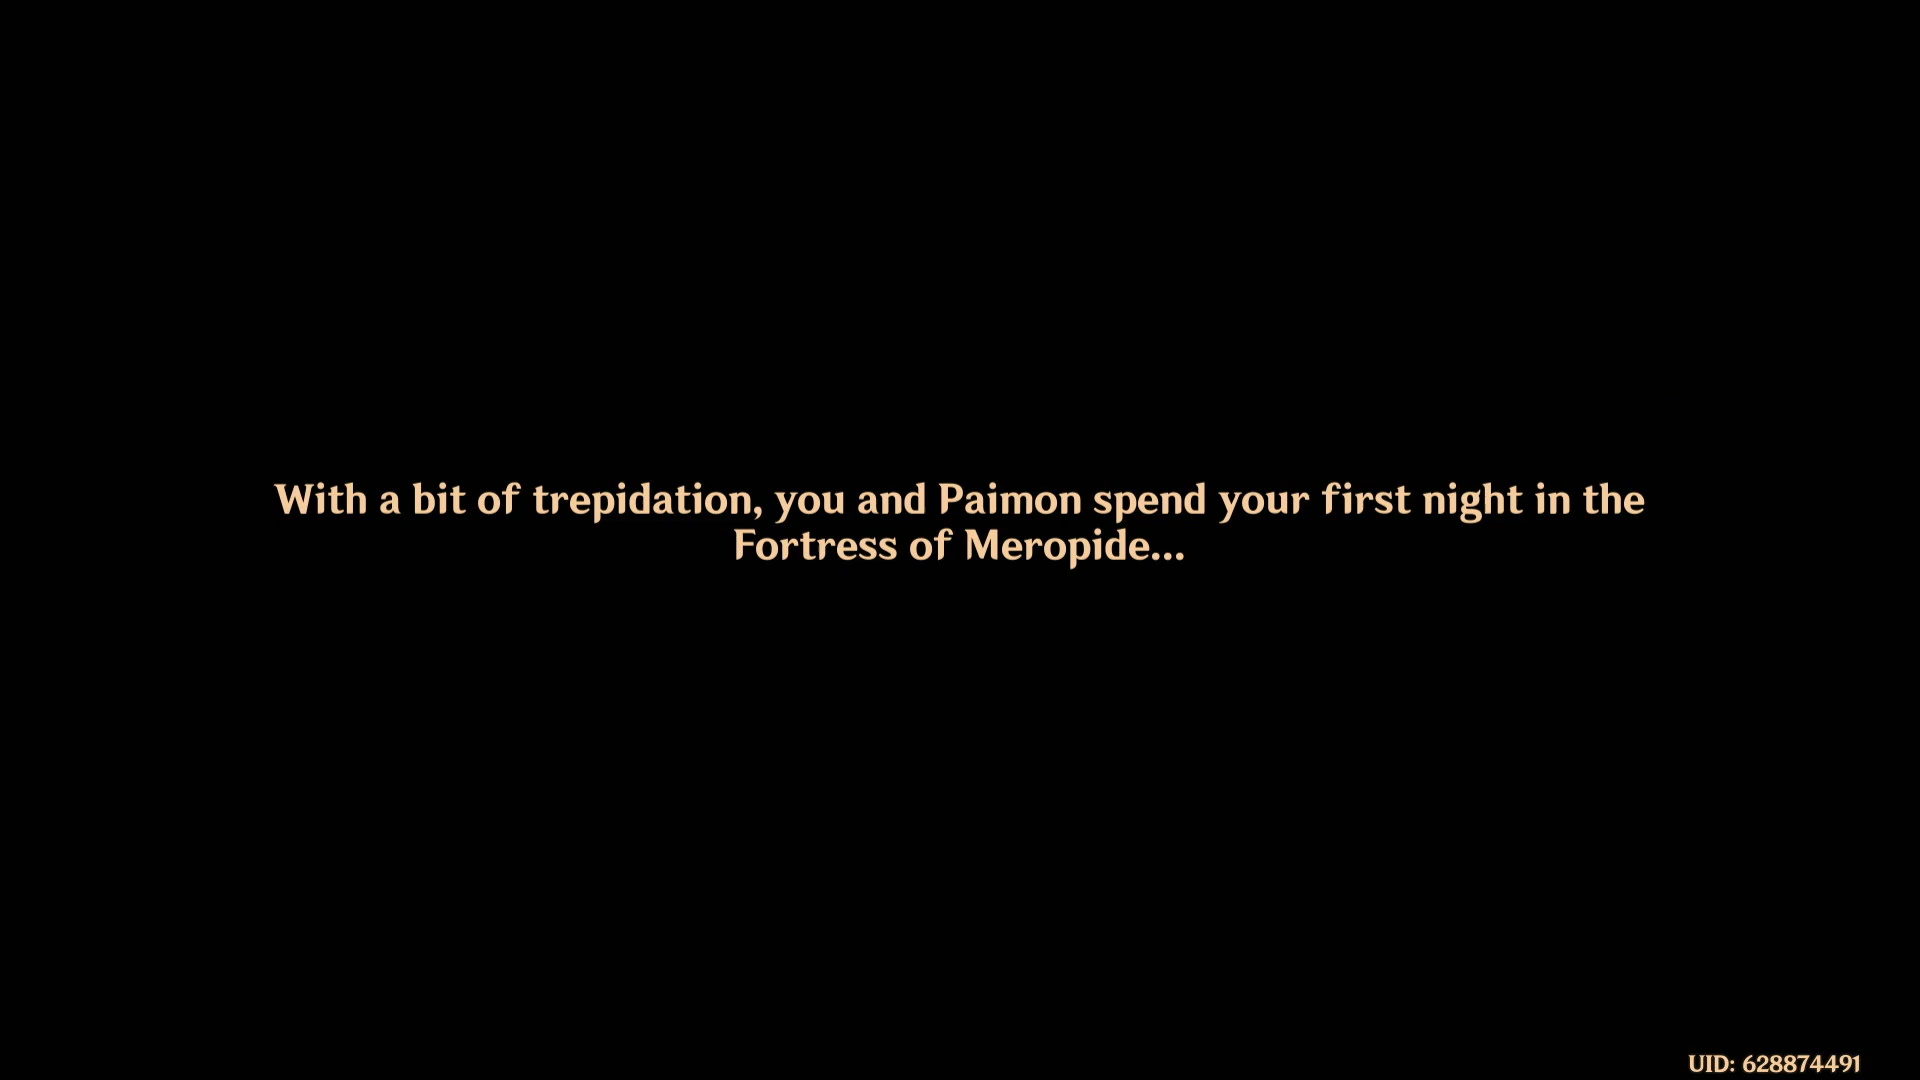 With a bit of trepidation, you and Paimon spend your first night in the
Fortress of Meropide...
UID: 628874491